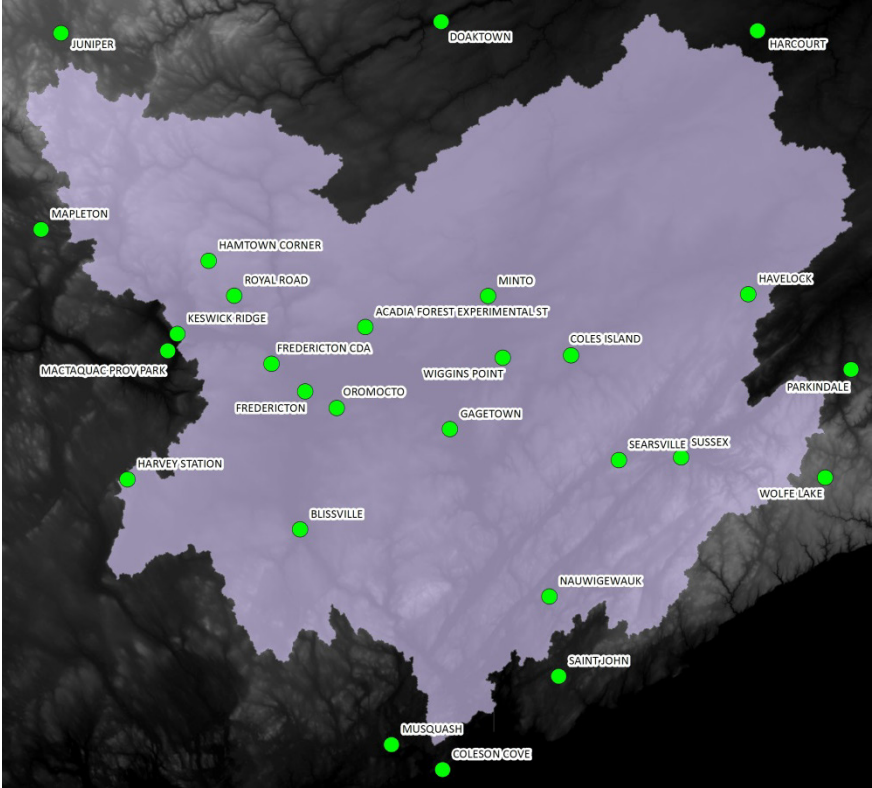 DOAKTOWN
JUNIPER
HARCOURT
MAPLETON
HAMTOWN CORNER
ROYAL ROAD
MINTO
HAVELOCK
ACADIA FOREST EXPERIMENTAL ST
KESWICK RIDGE
COLES ISLAND
FREDERICTON CDA
MACTAQUAC PROV PARK
WIGGINS POINT
PARKINDALE
OROMOCTO
FREDERICTON
GAGETOWN
SUSSEX
SEARSVILLE
HARVEY STATION
WOLFE LAKE
BLISSVILLE
NAUWIGEWAUK
SAINT JOHN
MUSQUASH
COLESON COVE